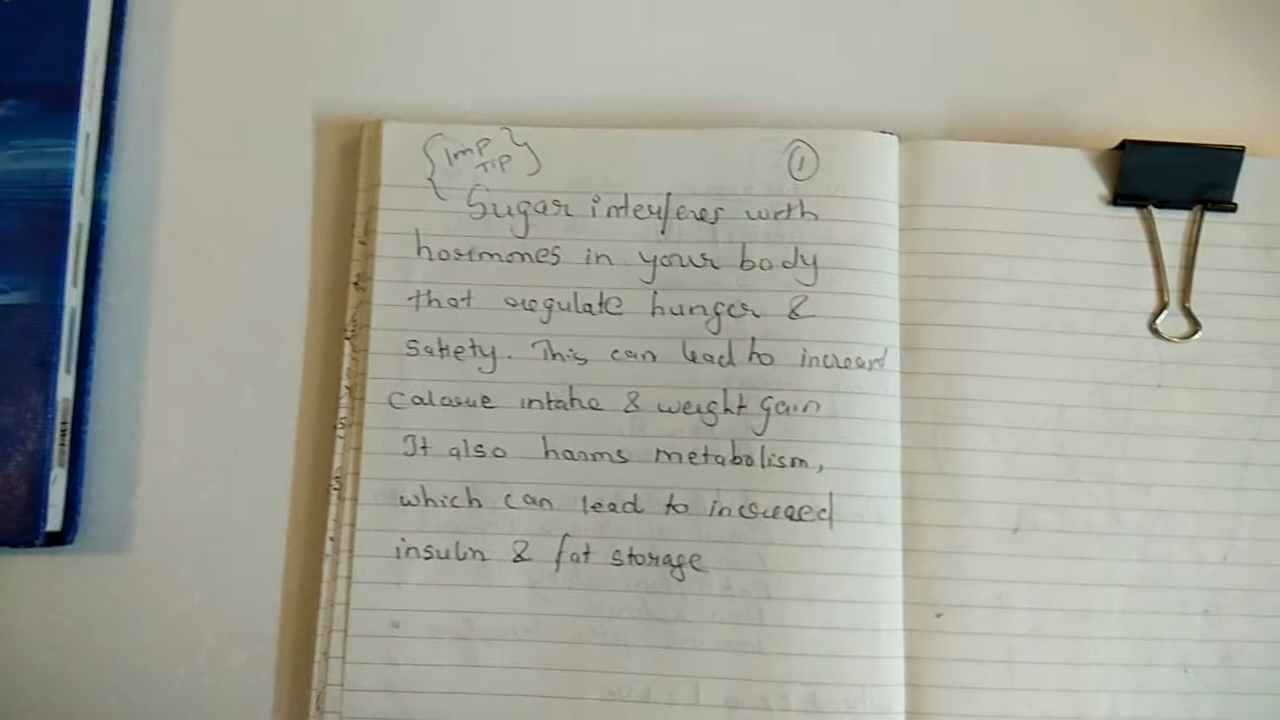 {Imp
TIP}
①
Sugar interferes with
hormones in your body
that regulate hunger &
satiety. This can lead to increased
calorie intake & weight gain
It also harms metabolism,
which can lead to increased
insulin & fat storage